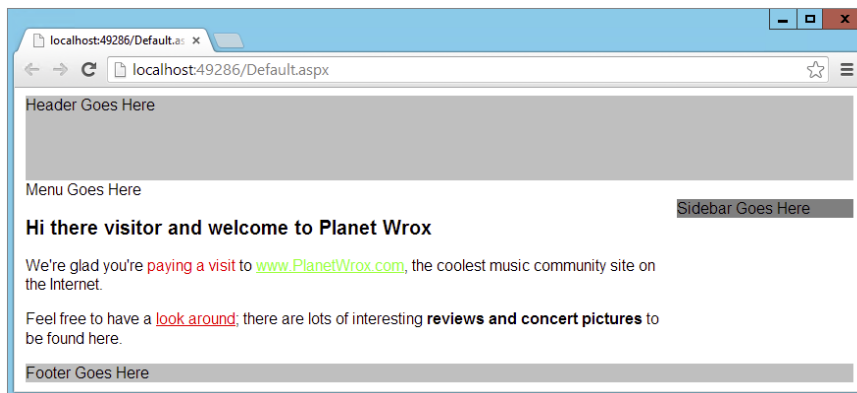 localhost:49286/Default.as
localhost:49286/Default.aspx
Header Goes Here
Menu Goes Here
Sidebar Goes Here
Hi there visitor and welcome to Planet Wrox
We're glad you're paying a visit to www.PlanetWrox.com, the coolest music community site on
the Internet.
Feel free to have a look around; there are lots of interesting reviews and concert pictures to
be found here.
Footer Goes Here